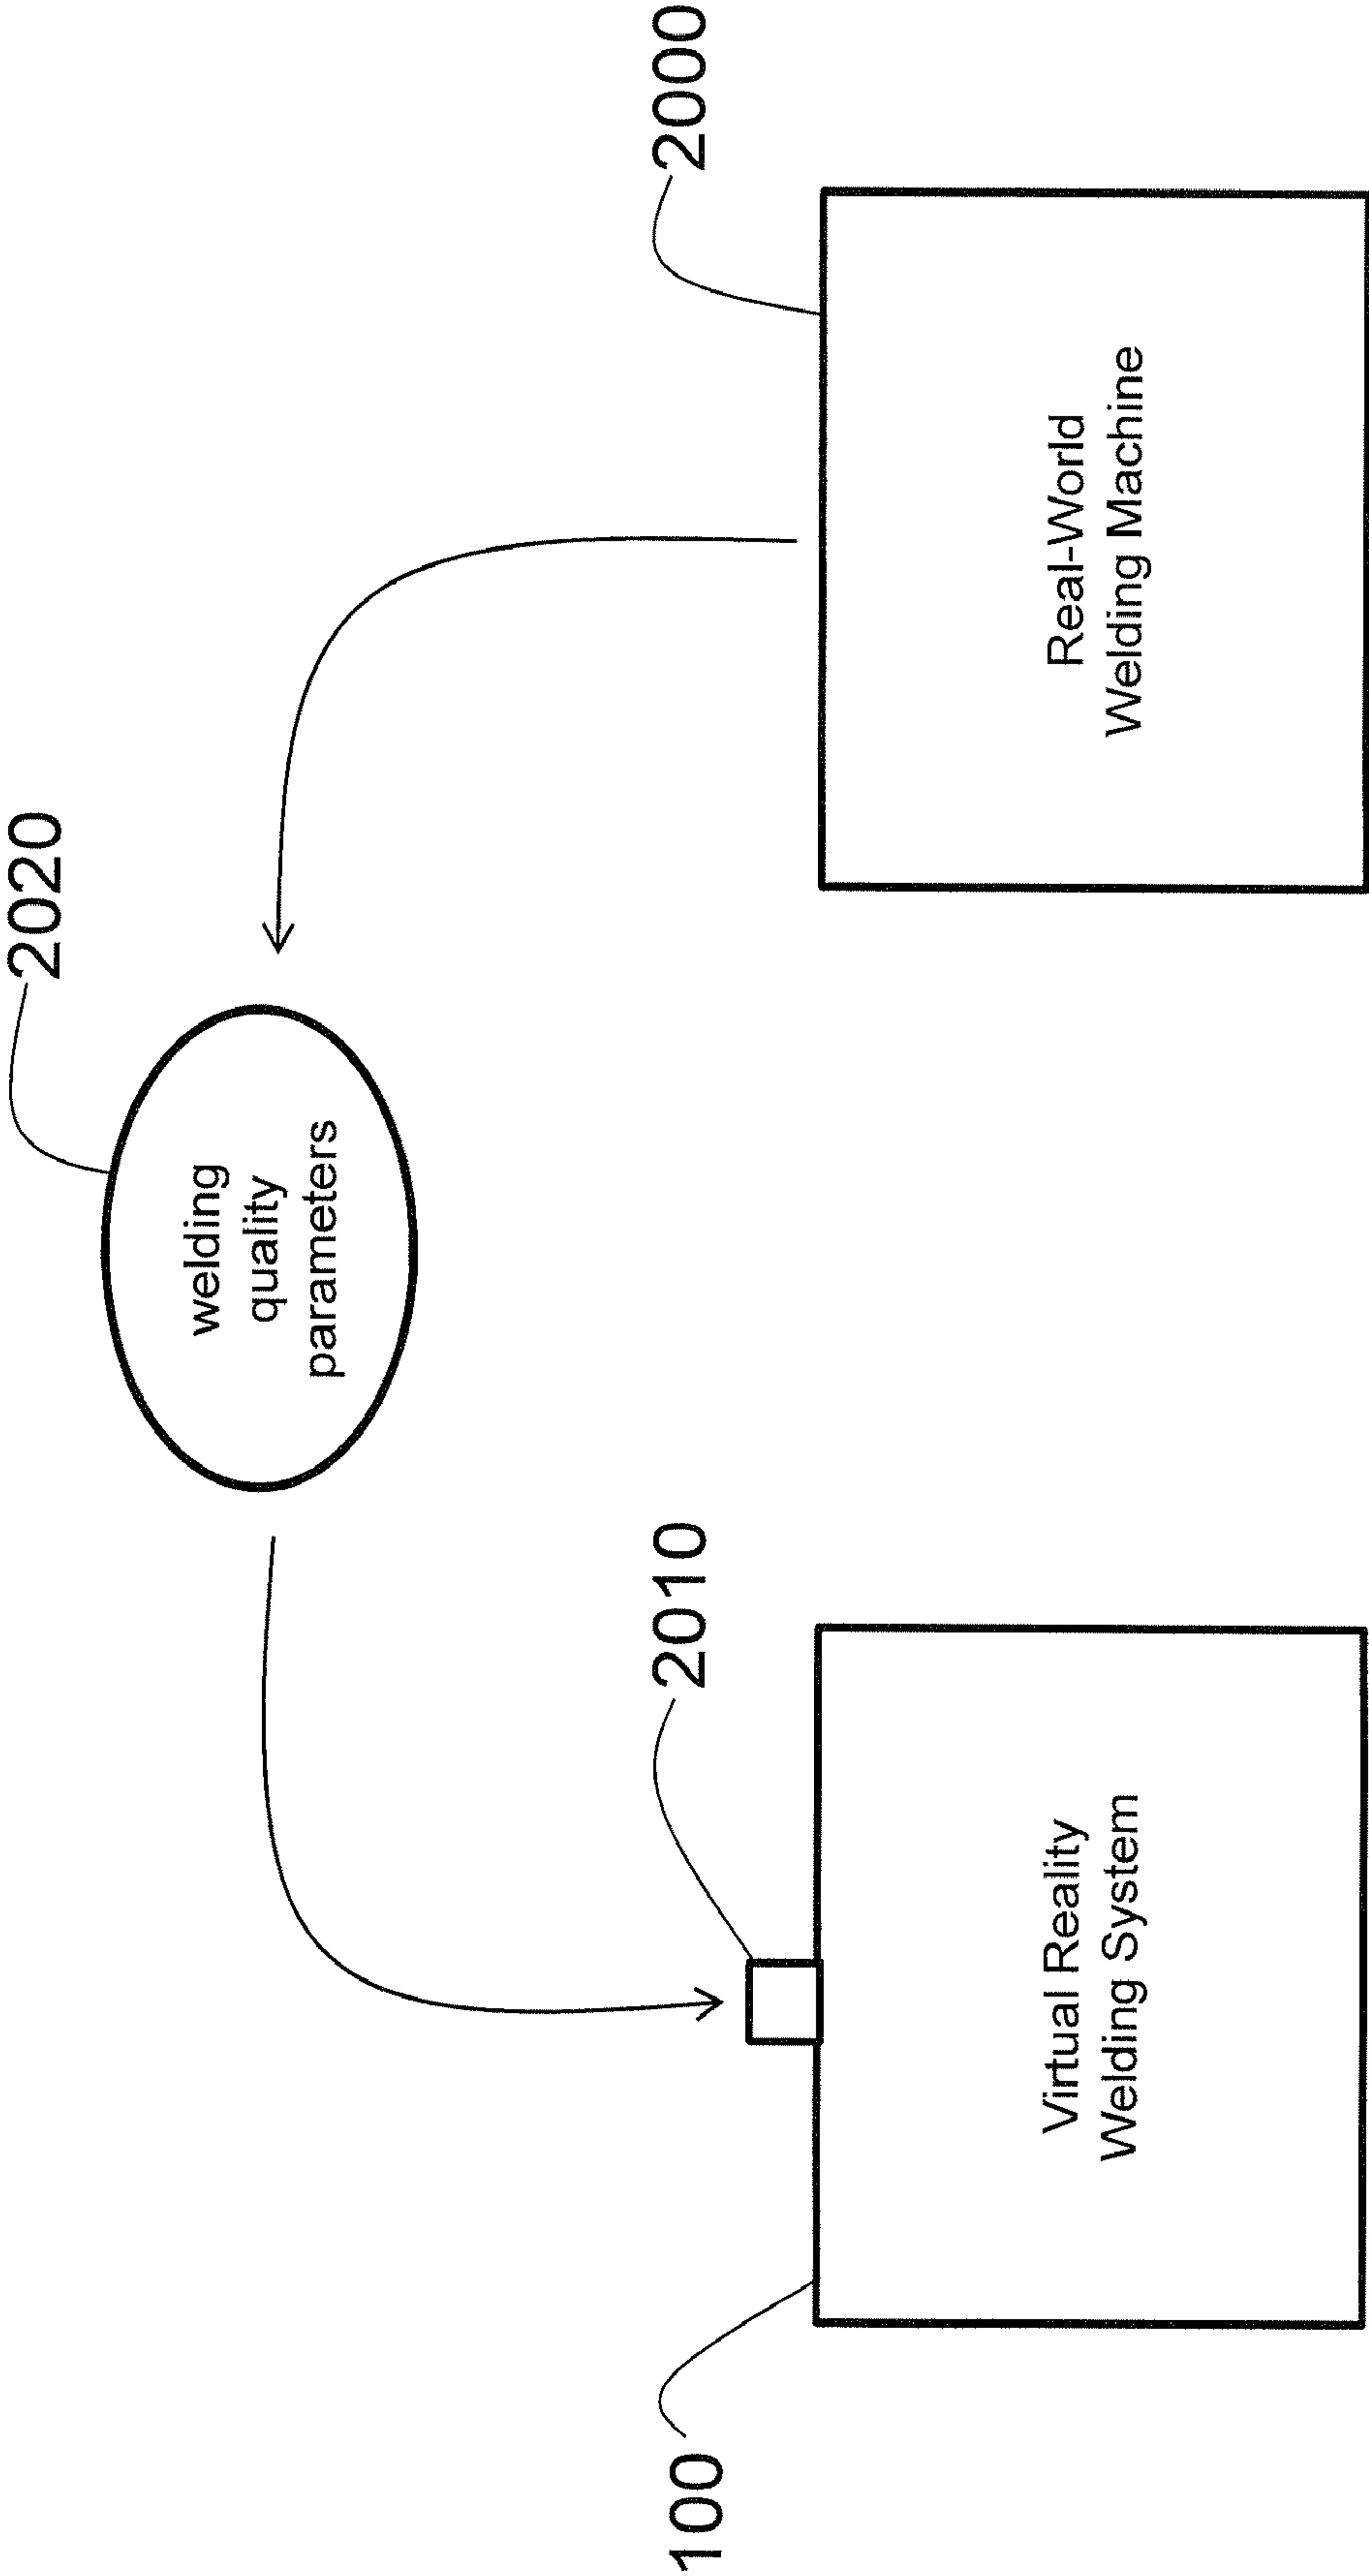 2020
welding
quality
parameters
2010
2000
100
Virtual Reality
Welding System
Real-World
Welding Machine